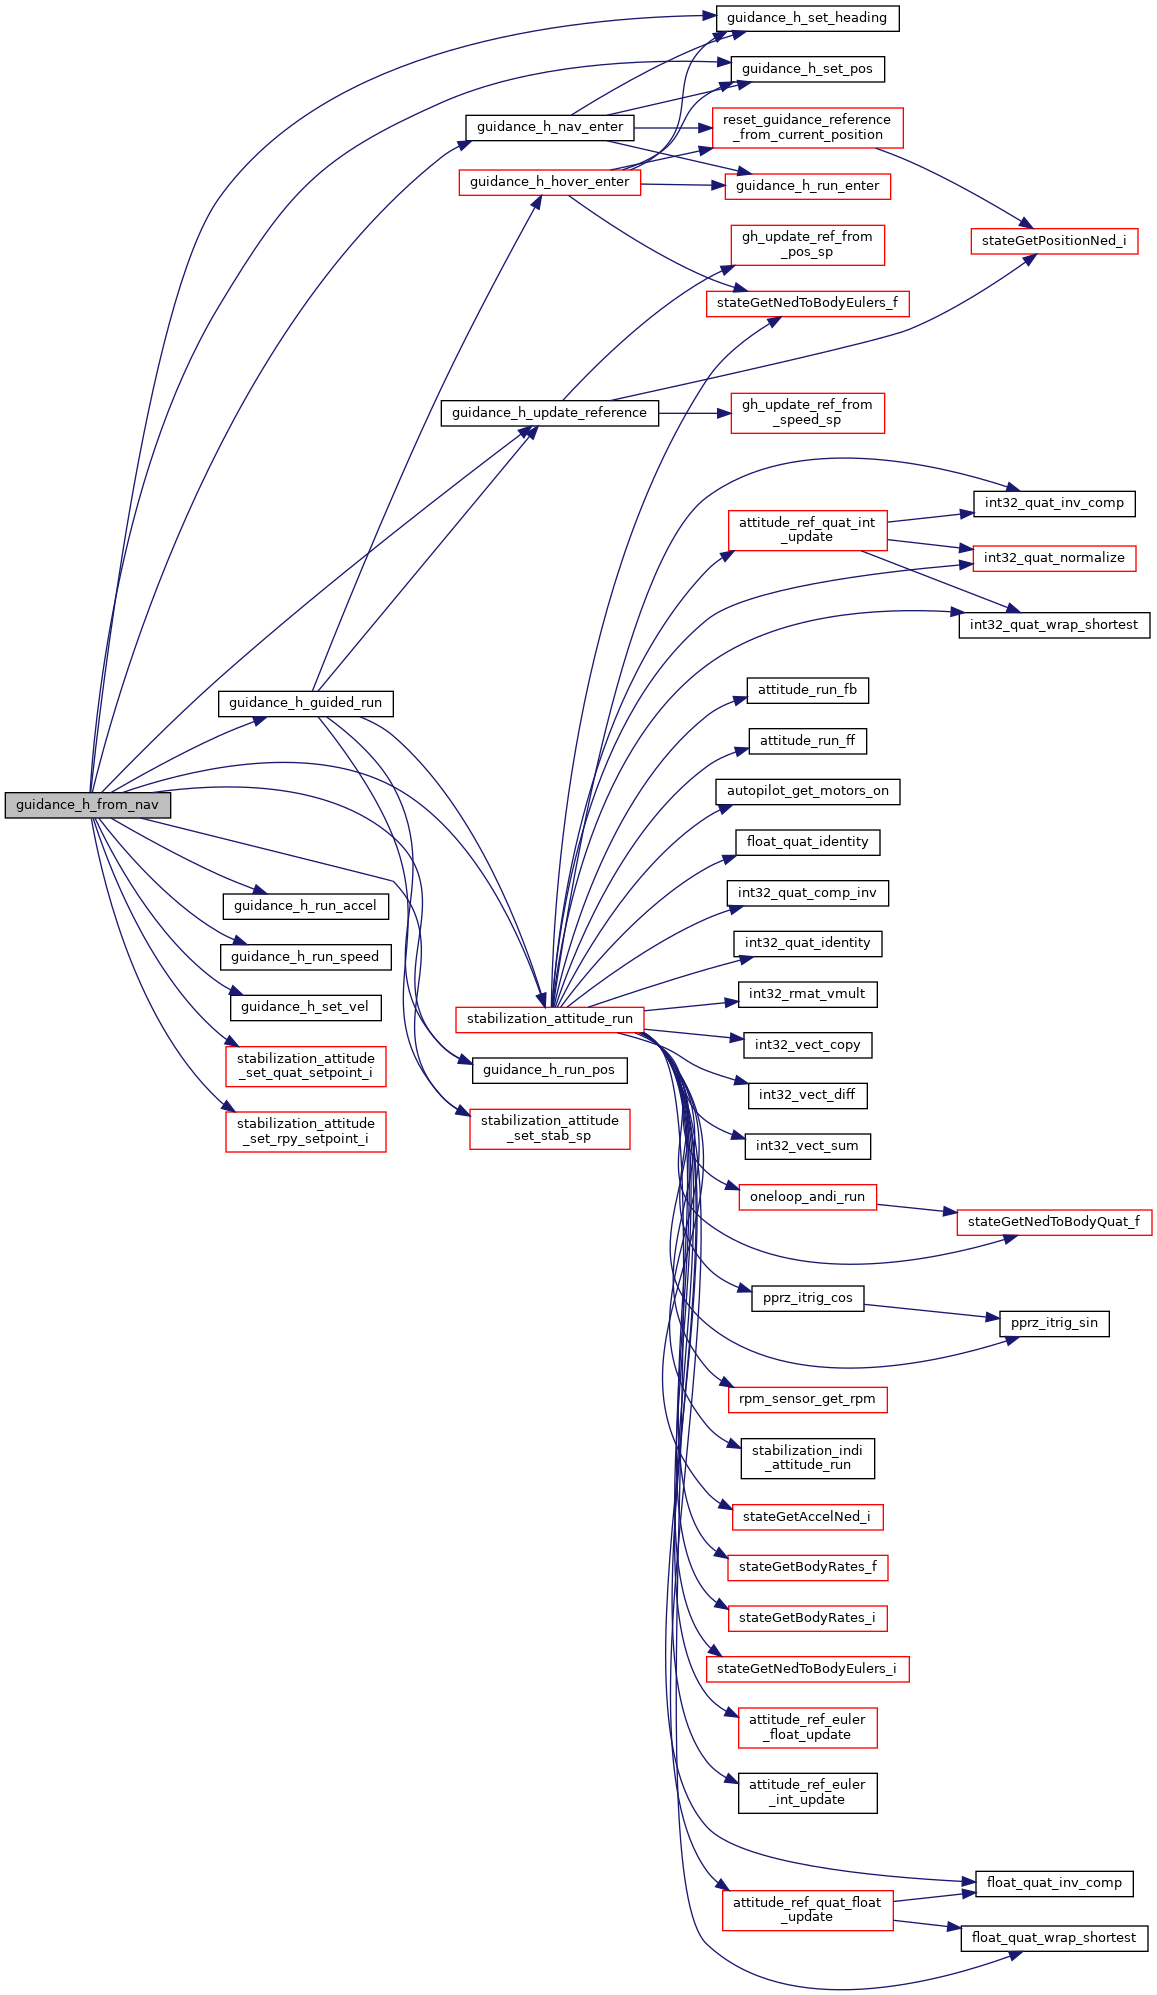 guidance_h_set_heading
guidance_h_set_pos
guidance_h_nav_enter
reset_guidance_reference
_from_current_position
guidance_h_hover_enter
guidance_h_run_enter
gh_update_ref_from
_pos_sp
stateGetPositionNed_i
stateGetNedToBodyEulers_f
guidance_h_update_reference
gh_update_ref_from
_speed_sp
int32_quat_inv_comp
attitude_ref_quat_int
_update
int32_quat_normalize
int32_quat_wrap_shortest
attitude_run_fb
guidance_h_guided_run
attitude_run_ff
autopilot_get_motors_on
guidance_h_from_nav
float_quat_identity
int32_quat_comp_inv
guidance_h_run_accel
int32_quat_identity
guidance_h_run_speed
int32_rmat_vmult
guidance_h_set_vel
stabilization_attitude_run
int32_vect_copy
stabilization_attitude
_set_quat_setpoint_i
guidance_h_run_pos
int32_vect_diff
stabilization_attitude
_set_rpy_setpoint_i
stabilization_attitude
_set_stab_sp
int32_vect_sum
oneloop_andi_run
stateGetNedToBodyQuat_f
pprz_itrig_cos
pprz_itrig_sin
rpm_sensor_get_rpm
stabilization_indi
_attitude_run
stateGetAccelNed_i
stateGetBodyRates_f
stateGetBodyRates_i
stateGetNedToBodyEulers_i
attitude_ref_euler
_float_update
attitude_ref_euler
_int_update
float_quat_inv_comp
attitude_ref_quat_float
_update
float_quat_wrap_shortest